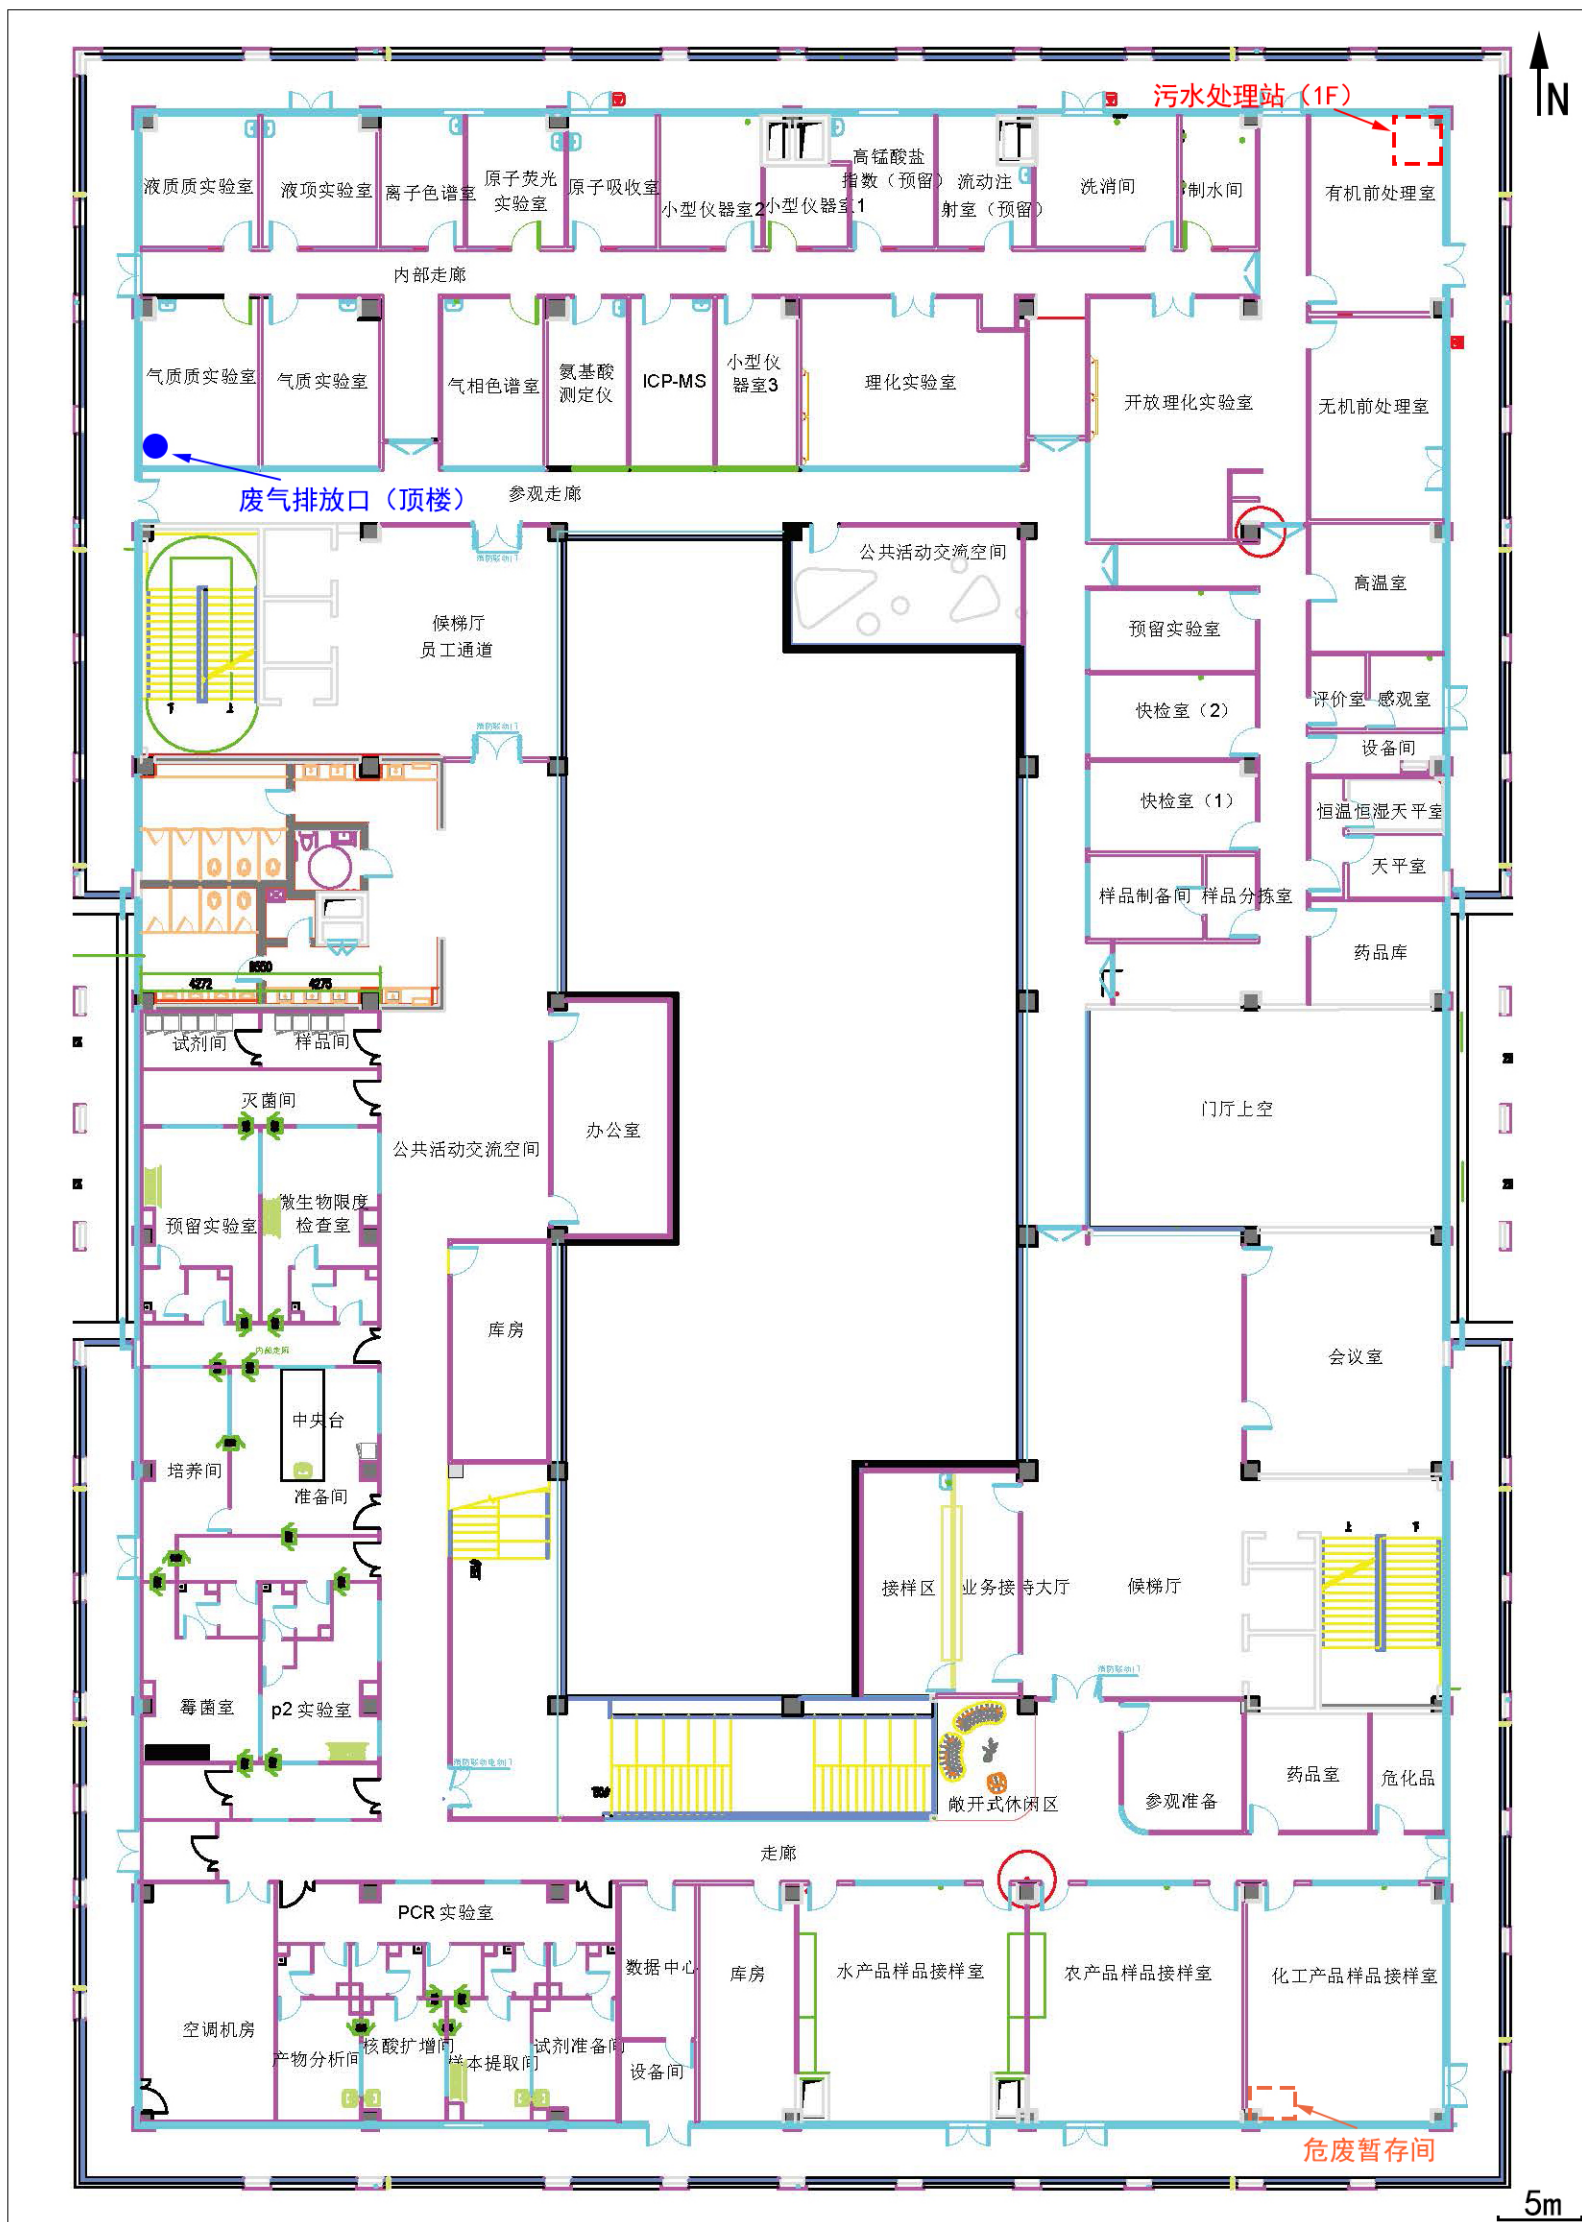 N
污水处理站（1F）
液质质实验室
液项实验室
离子色谱室
原子荧光
实验室
原子吸收室
小型仪器室2
小型仪器室1
高锰酸盐
指数（预留）
流动注
射室（预留）
洗消间
制水间
有机前处理室
内部走廊
气质质实验室
气质实验室
气相色谱室
氨基酸
测定仪
ICP-MS
小型仪
器室3
理化实验室
开放理化实验室
无机前处理室
废气排放口（顶楼）
参观走廊
候梯厅
员工通道
公共活动交流空间
高温室
预留实验室
快检室（2）
评价室
感观室
设备间
快检室（1）
恒温恒湿天平室
天平室
样品制备间
样品分拣室
药品库
8550
4272
4275
试剂间
样品间
灭菌间
公共活动交流空间
办公室
门厅上空
预留实验室
微生物限度
检查室
内部走廊
库房
会议室
中央台
培养间
准备间
接样区
业务接待大厅
候梯厅
霉菌室
p2 实验室
敞开式休闲区
参观准备
药品室
危化品
走廊
PCR 实验室
数据中心
库房
水产品样品接样室
农产品样品接样室
化工产品样品接样室
空调机房
产物分析间
核酸扩增间
样本提取间
试剂准备间
设备间
危废暂存间
5m